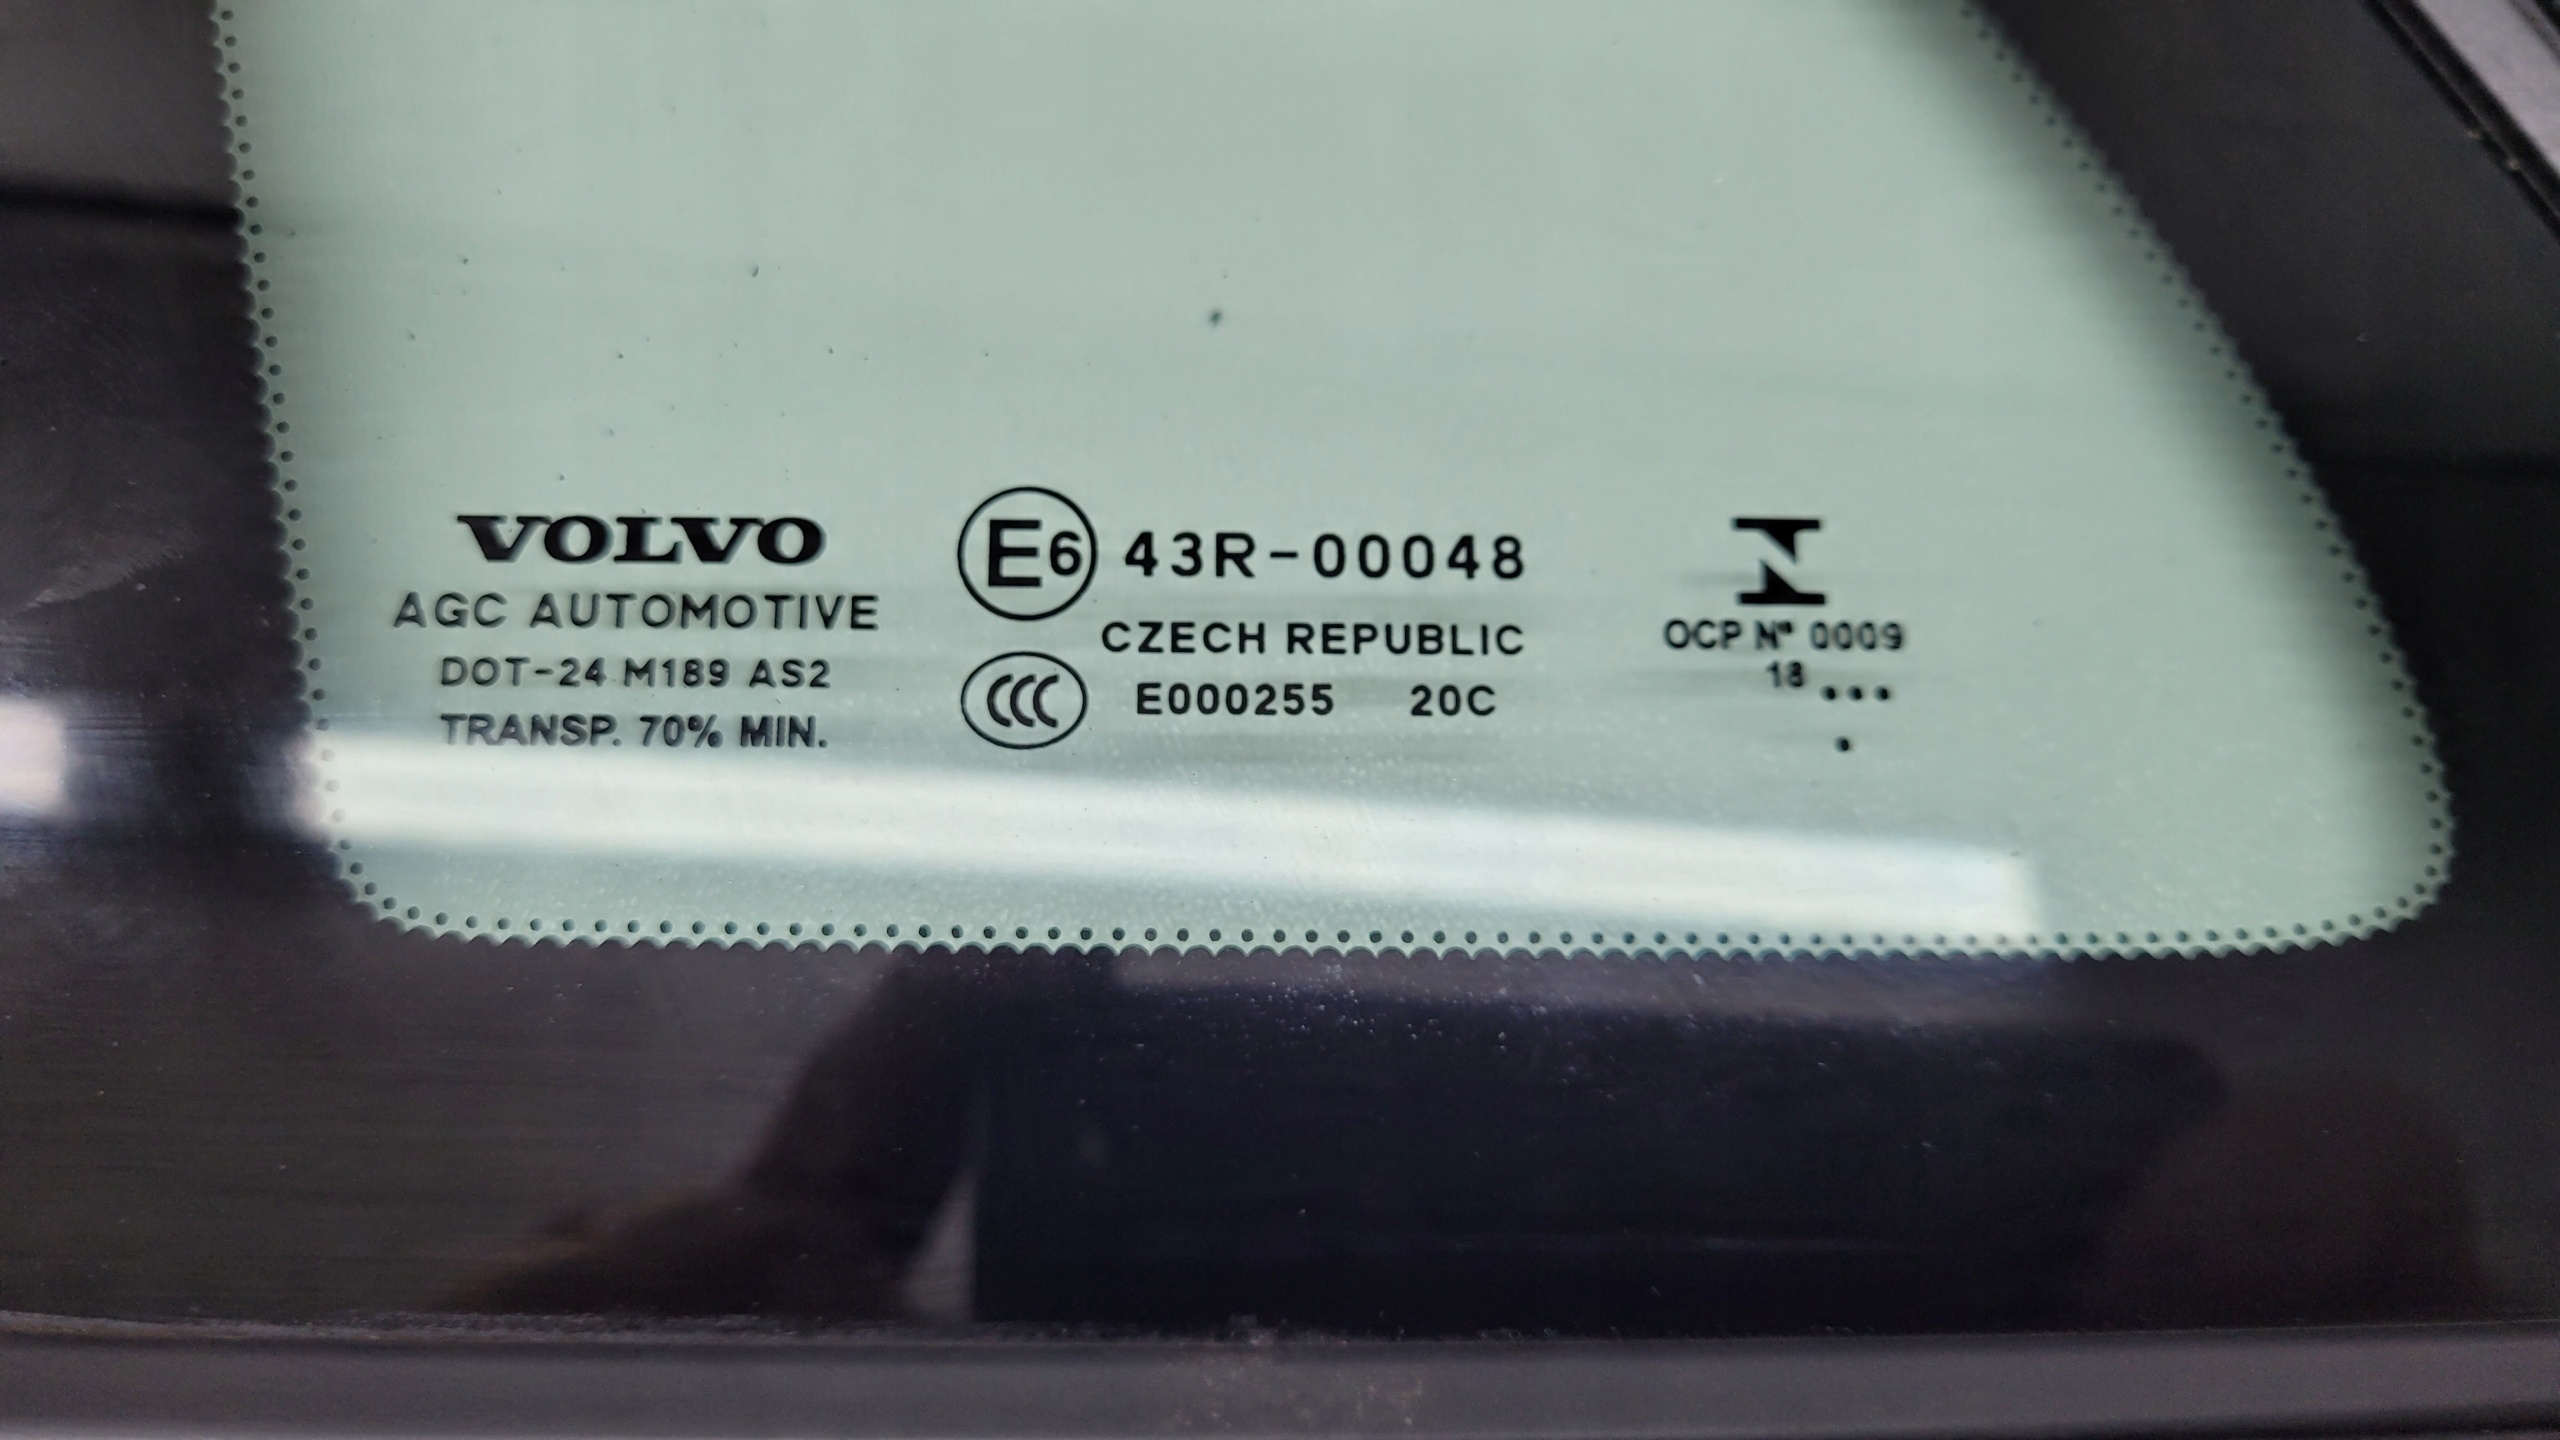 VOLVO
AGC AUTOMOTIVE
DOT-24 M189 AS2
TRANSP. 70% MIN.
E6 43R-00048
CZECH REPUBLIC
CCC E000255 20C
N
OCP Nº 0009
18